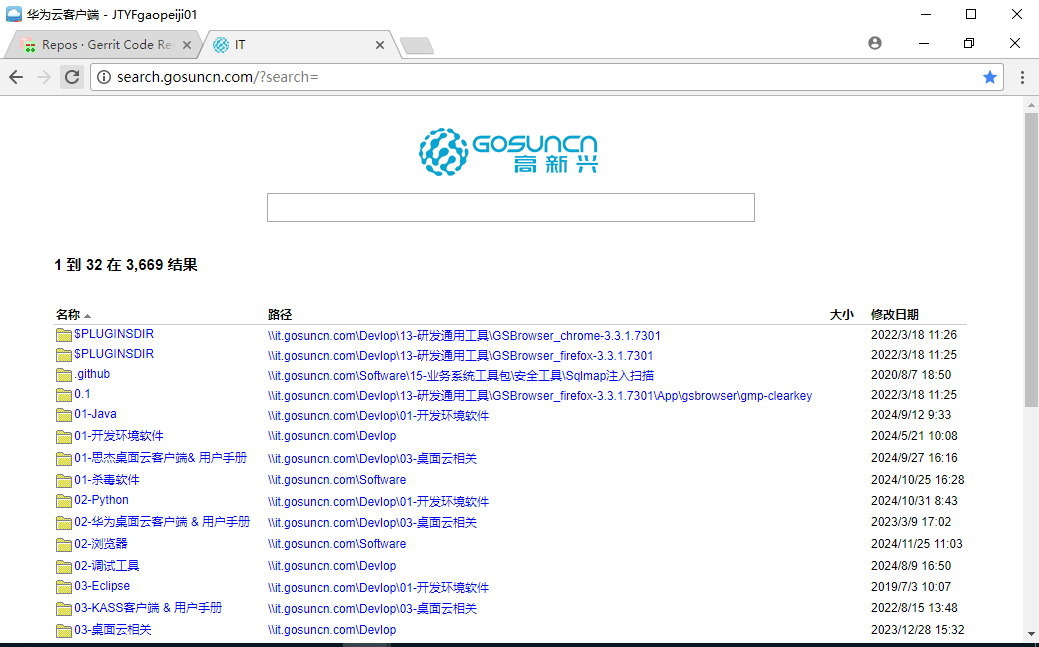 华为云客户端 - JTYFgaopeiji01
Repos · Gerrit Code Re
IT
search.gosuncn.com/?search=
GOSUNCN
高新兴
1 到 32 在 3,669 结果
名称 路径 大小 修改日期
$PLUGINSDIR \\it.gosuncn.com\Devlop\13-研发通用工具\GSBrowser_chrome-3.3.1.7301 2022/3/18 11:26
$PLUGINSDIR \\it.gosuncn.com\Devlop\13-研发通用工具\GSBrowser_firefox-3.3.1.7301 2022/3/18 11:25
.github \\it.gosuncn.com\Software\15-业务系统工具包\安全工具\Sqlmap注入扫描 2020/8/7 18:50
0.1 \\it.gosuncn.com\Devlop\13-研发通用工具\GSBrowser_firefox-3.3.1.7301\App\gsbrowser\gmp-clearkey 2022/3/18 11:25
01-Java \\it.gosuncn.com\Devlop\01-开发环境软件 2024/9/12 9:33
01-开发环境软件 \\it.gosuncn.com\Devlop 2024/5/21 10:08
01-思杰桌面云客户端& 用户手册 \\it.gosuncn.com\Devlop\03-桌面云相关 2024/9/27 16:16
01-杀毒软件 \\it.gosuncn.com\Software 2024/10/25 16:28
02-Python \\it.gosuncn.com\Devlop\01-开发环境软件 2024/10/31 8:43
02-华为桌面云客户端 & 用户手册 \\it.gosuncn.com\Devlop\03-桌面云相关 2023/3/9 17:02
02-浏览器 \\it.gosuncn.com\Software 2024/11/25 11:03
02-调试工具 \\it.gosuncn.com\Devlop 2024/8/9 16:50
03-Eclipse \\it.gosuncn.com\Devlop\01-开发环境软件 2019/7/3 10:07
03-KASS客户端 & 用户手册 \\it.gosuncn.com\Devlop\03-桌面云相关 2022/8/15 13:48
03-桌面云相关 \\it.gosuncn.com\Devlop 2023/12/28 15:32